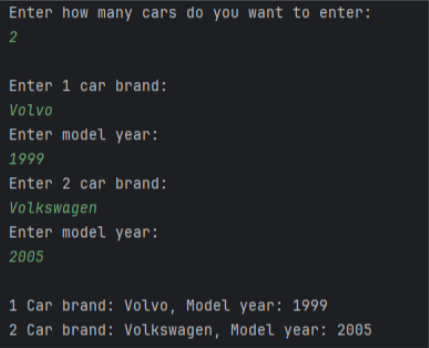 Enter how many cars do you want to enter:
2
Enter 1 car brand:
Volvo
Enter model year:
1999
Enter 2 car brand:
Volkswagen
Enter model year:
2005
1 Car brand: Volvo, Model year: 1999
2 Car brand: Volkswagen, Model year: 2005